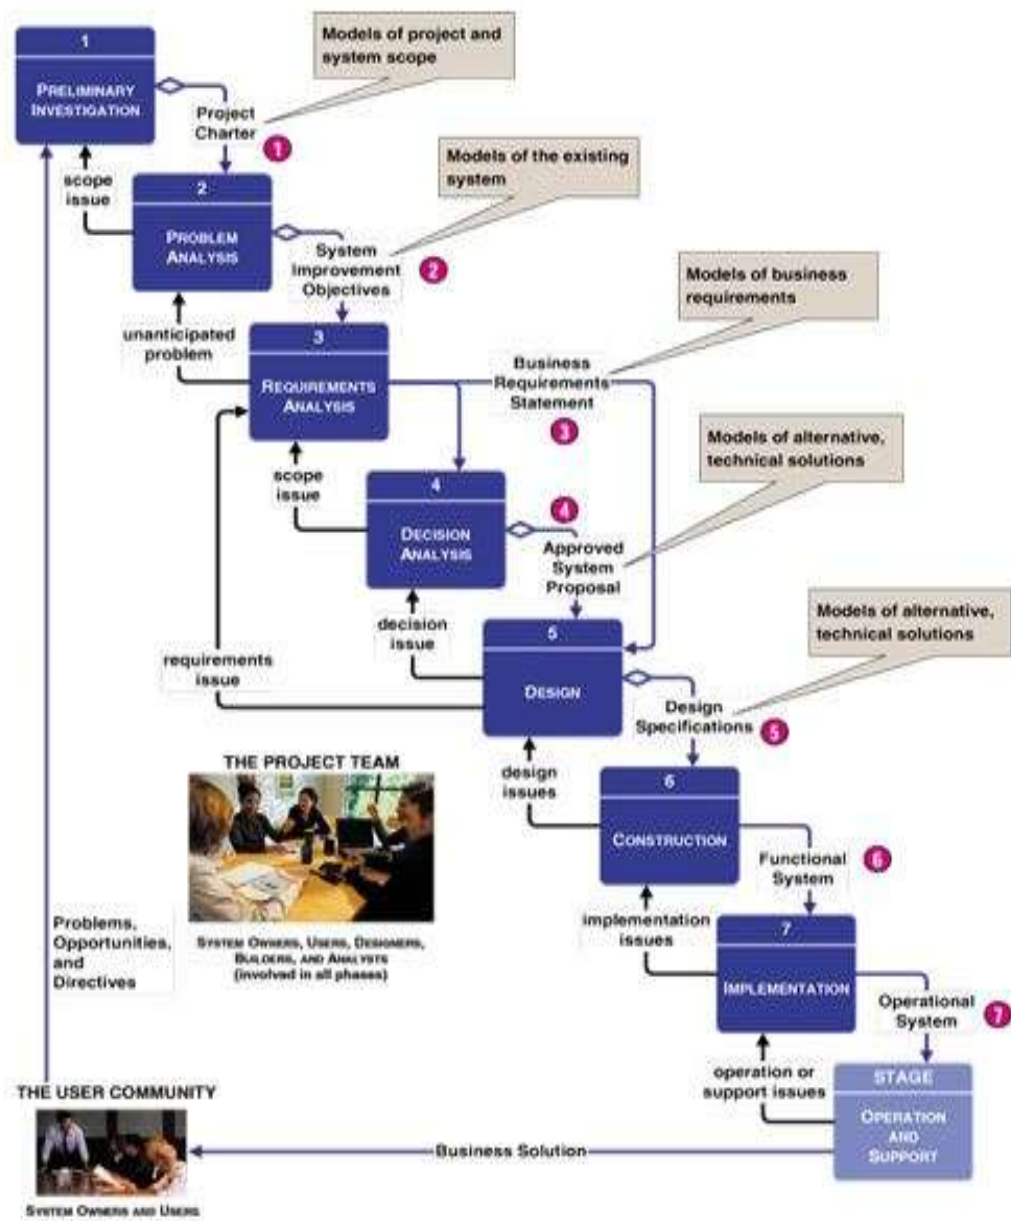 1
PRELIMINARY
INVESTIGATION
Models of project and
system scope
Project
Charter
1
scope
issue
2
PROBLEM
ANALYSIS
Models of the existing
system
System
Improvement
Objectives
2
unanticipated
problem
3
REQUIREMENTS
ANALYSIS
Models of business
requirements
Business
Requirements
Statement
3
scope
issue
4
DECISION
ANALYSIS
Models of alternative,
technical solutions
4
Approved
System
Proposal
decision
issue
requirements
issue
5
DESIGN
Models of alternative,
technical solutions
Design
Specifications
5
THE PROJECT TEAM
SYSTEM OWNERS, USERS, DESIGNERS,
BUILDERS, AND ANALYSTS
(involved in all phases)
design
issues
6
CONSTRUCTION
Functional
System
6
implementation
issues
7
IMPLEMENTATION
Operational
System
7
Problems,
Opportunities,
and
Directives
operation or
support issues
STAGE
OPERATION
AND
SUPPORT
THE USER COMMUNITY
SYSTEM OWNERS AND USERS
Business Solution